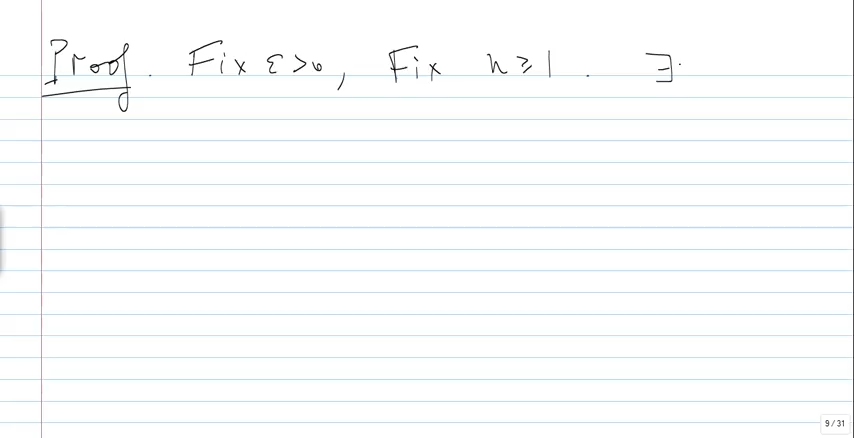 Proof. Fix ε>0, Fix n≥1. ∃
9 / 31